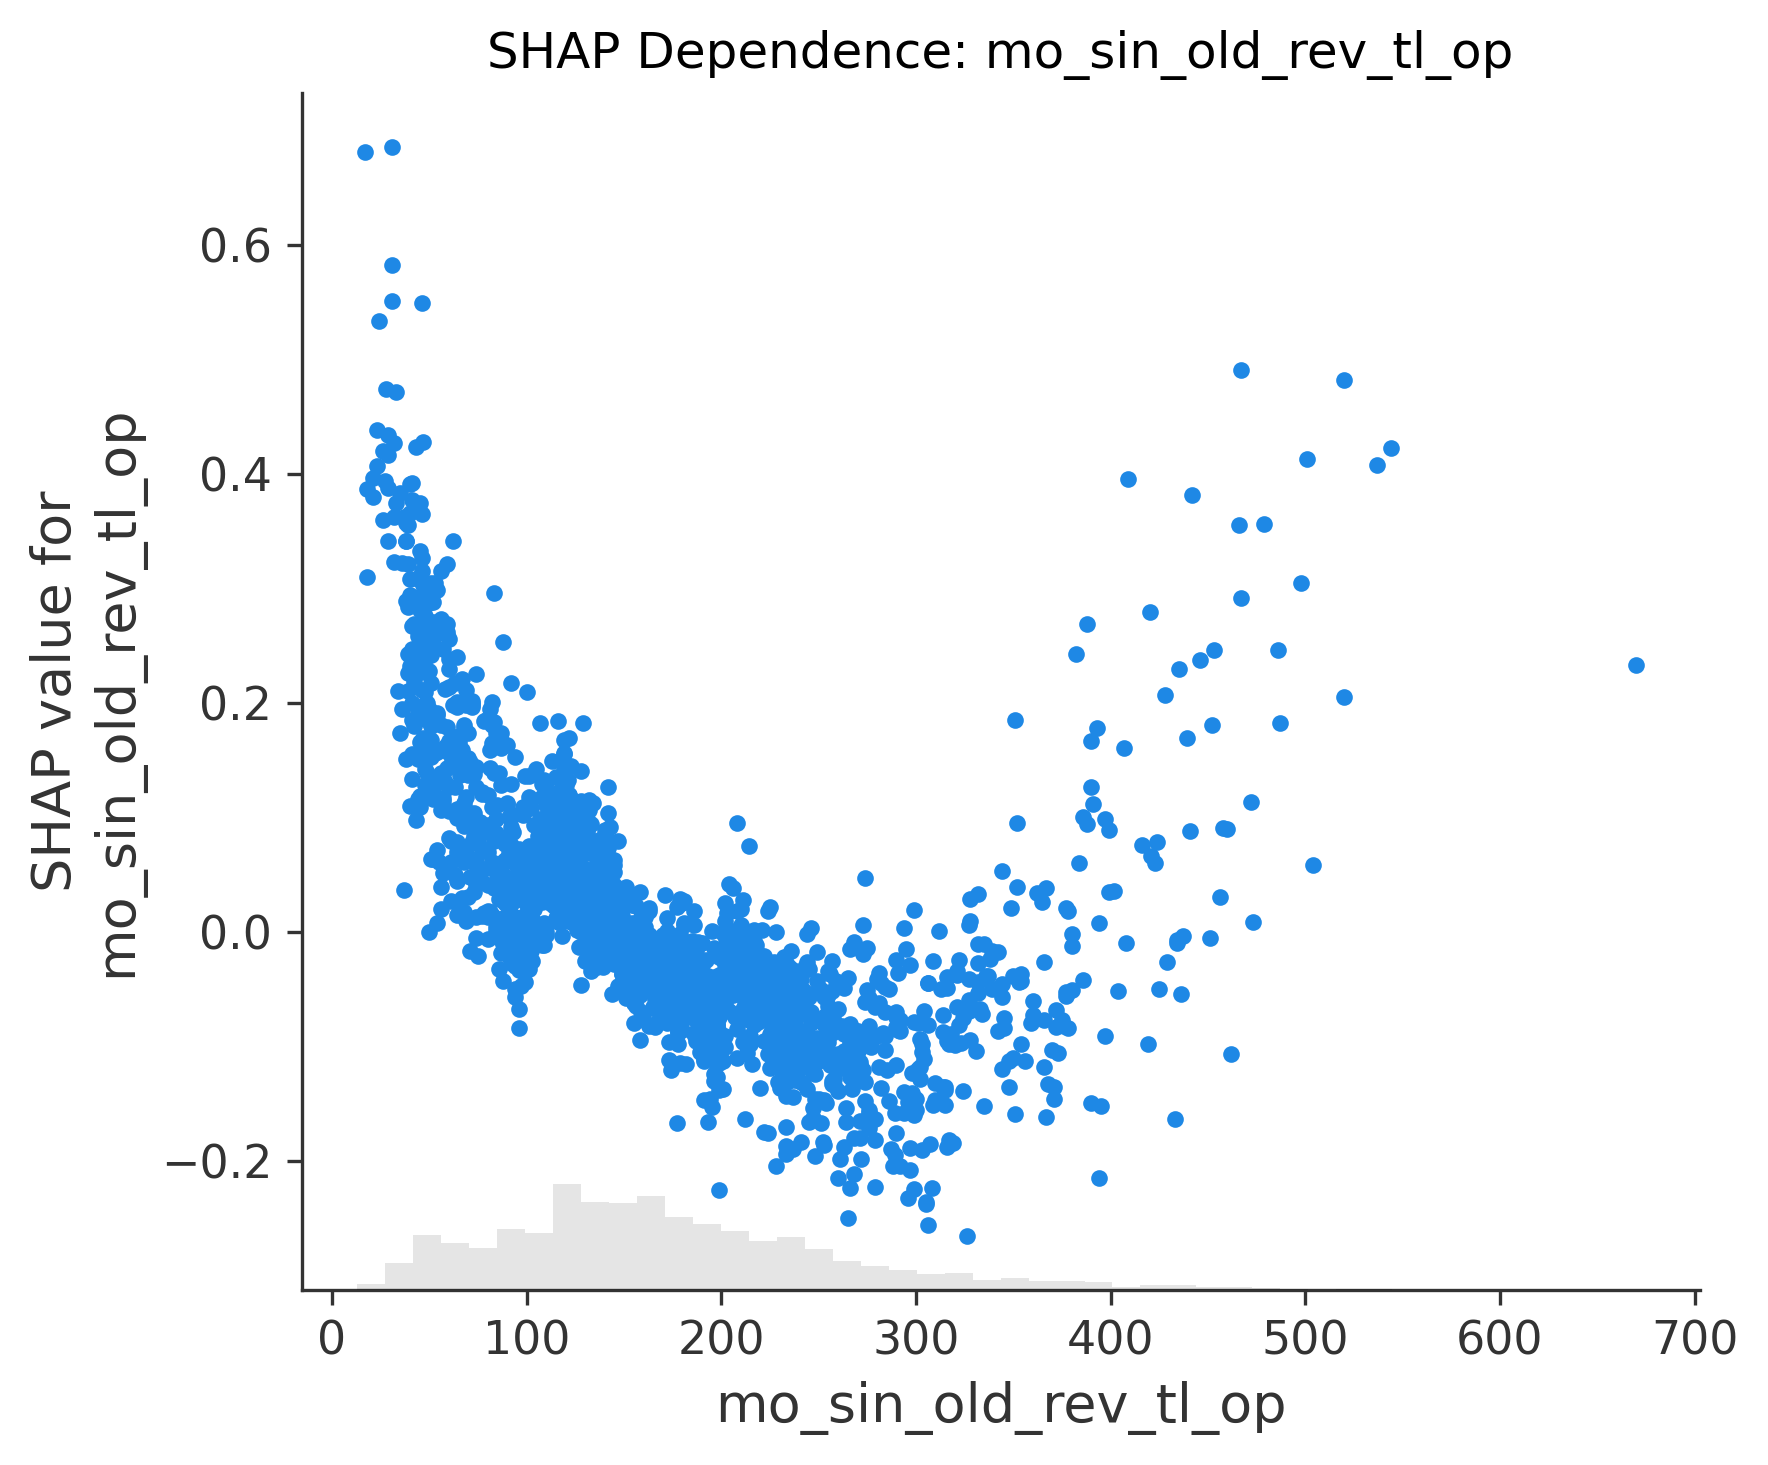 SHAP Dependence: mo_sin_old_rev_tl_op
SHAP value for
mo_sin_old_rev_tl_op
0.6
0.4
0.2
0.0
−0.2
0 100 200 300 400 500 600 700
mo_sin_old_rev_tl_op